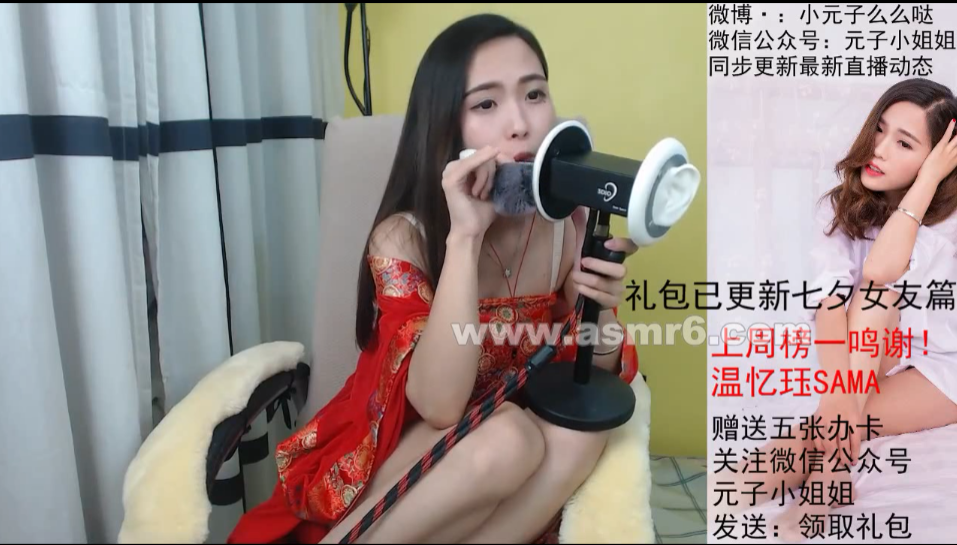 微博·：小元子么么哒
微信公众号：元子小姐姐
同步更新最新直播动态
礼包已更新七夕女友篇
www.asmr6.com
上周榜一鸣谢！
温忆珏SAMA
赠送五张办卡
关注微信公众号
元子小姐姐
发送：领取礼包